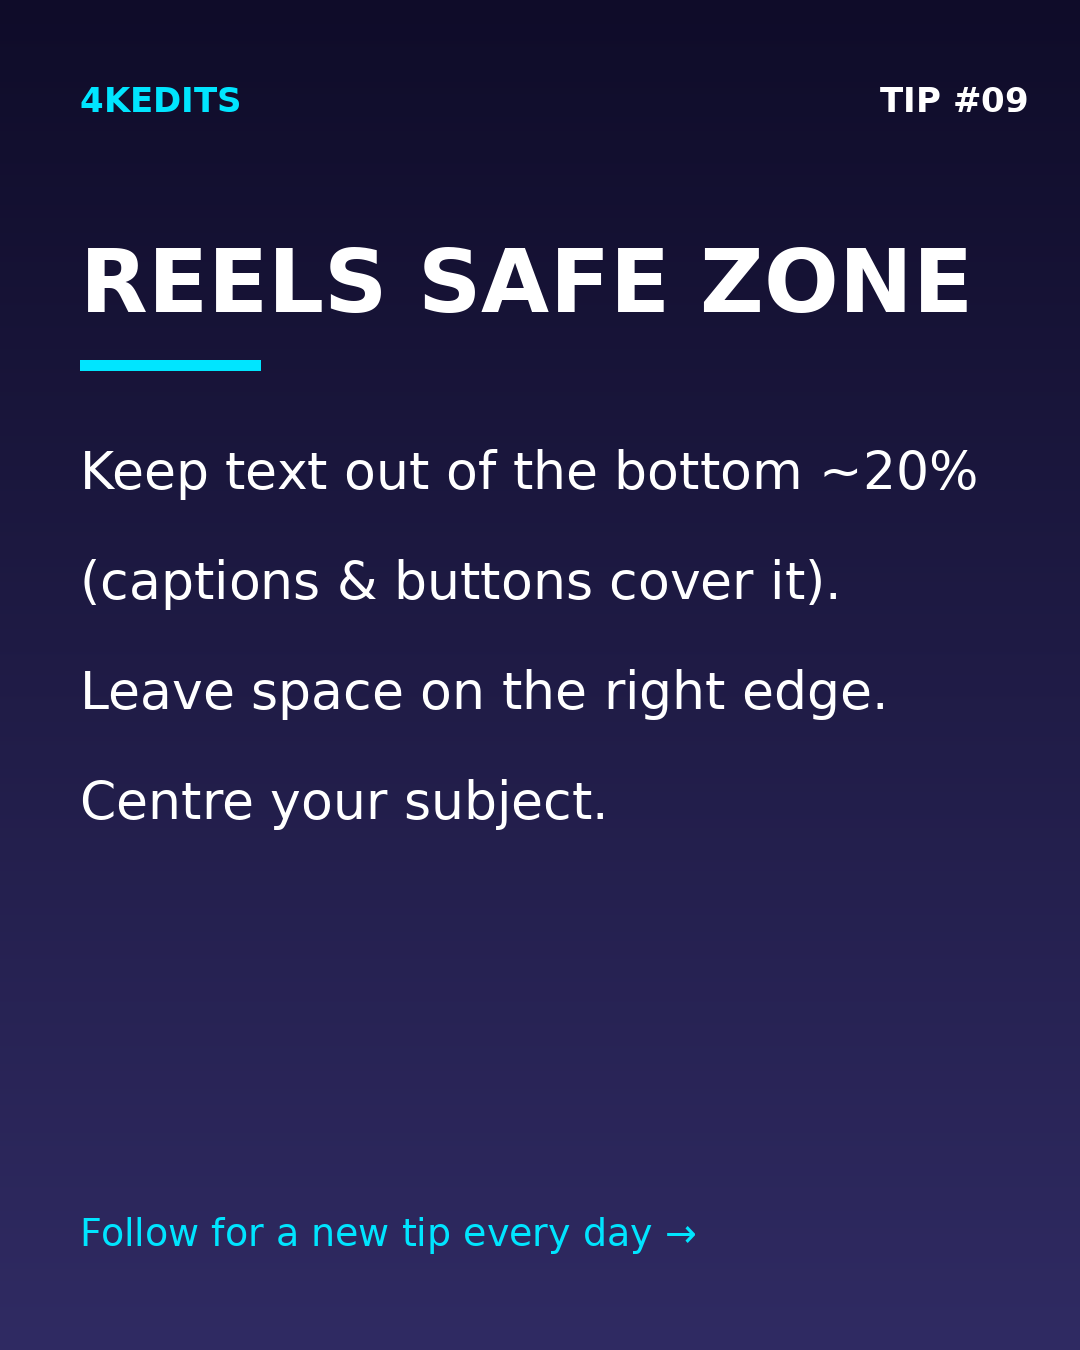 4KEDITS
TIP #09
REELS SAFE ZONE
Keep text out of the bottom ~20%
(captions & buttons cover it).
Leave space on the right edge.
Centre your subject.
Follow for a new tip every day →